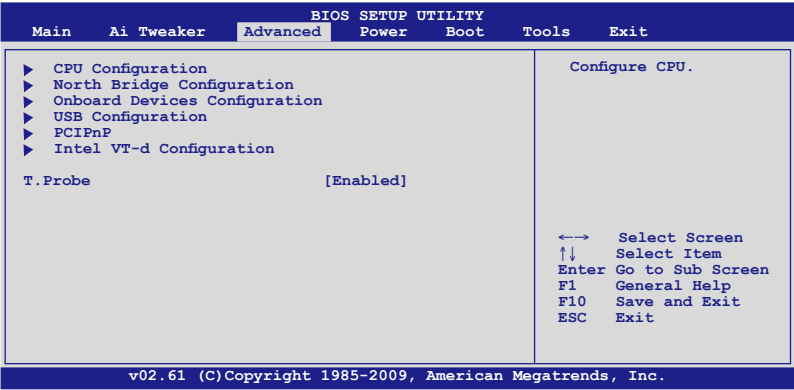 BIOS SETUP UTILITY
Main Ai Tweaker Advanced Power Boot Tools Exit
CPU Configuration
North Bridge Configuration
Onboard Devices Configuration
USB Configuration
PCIPnP
Intel VT-d Configuration
T.Probe [Enabled]
Configure CPU.
←→ Select Screen
↑↓ Select Item
Enter Go to Sub Screen
F1 General Help
F10 Save and Exit
ESC Exit
v02.61 (C)Copyright 1985-2009, American Megatrends, Inc.